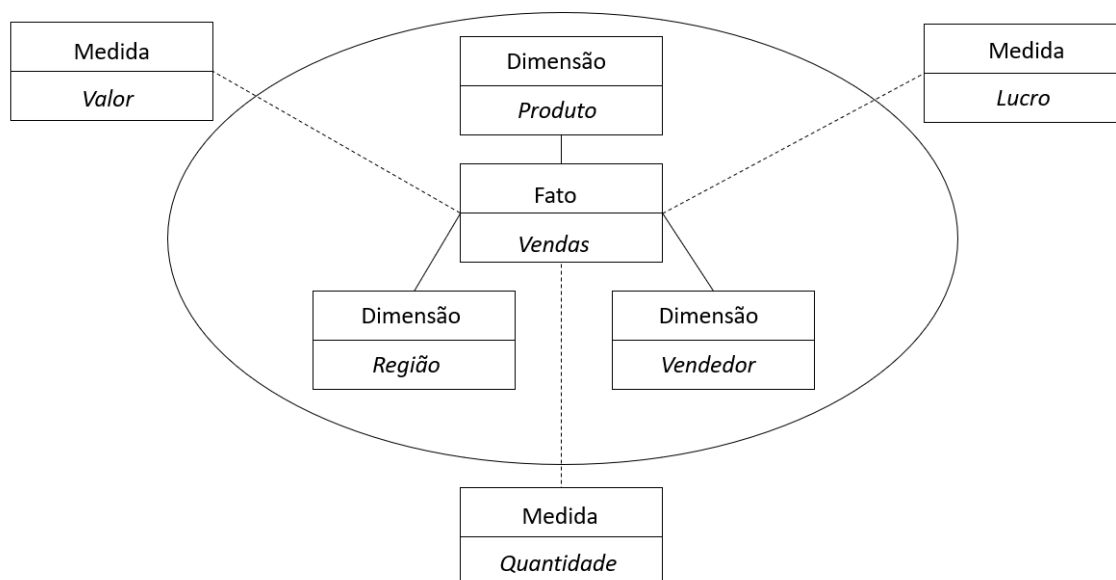 Medida
Valor
Dimensão
Produto
Medida
Lucro
Fato
Vendas
Dimensão
Região
Dimensão
Vendedor
Medida
Quantidade